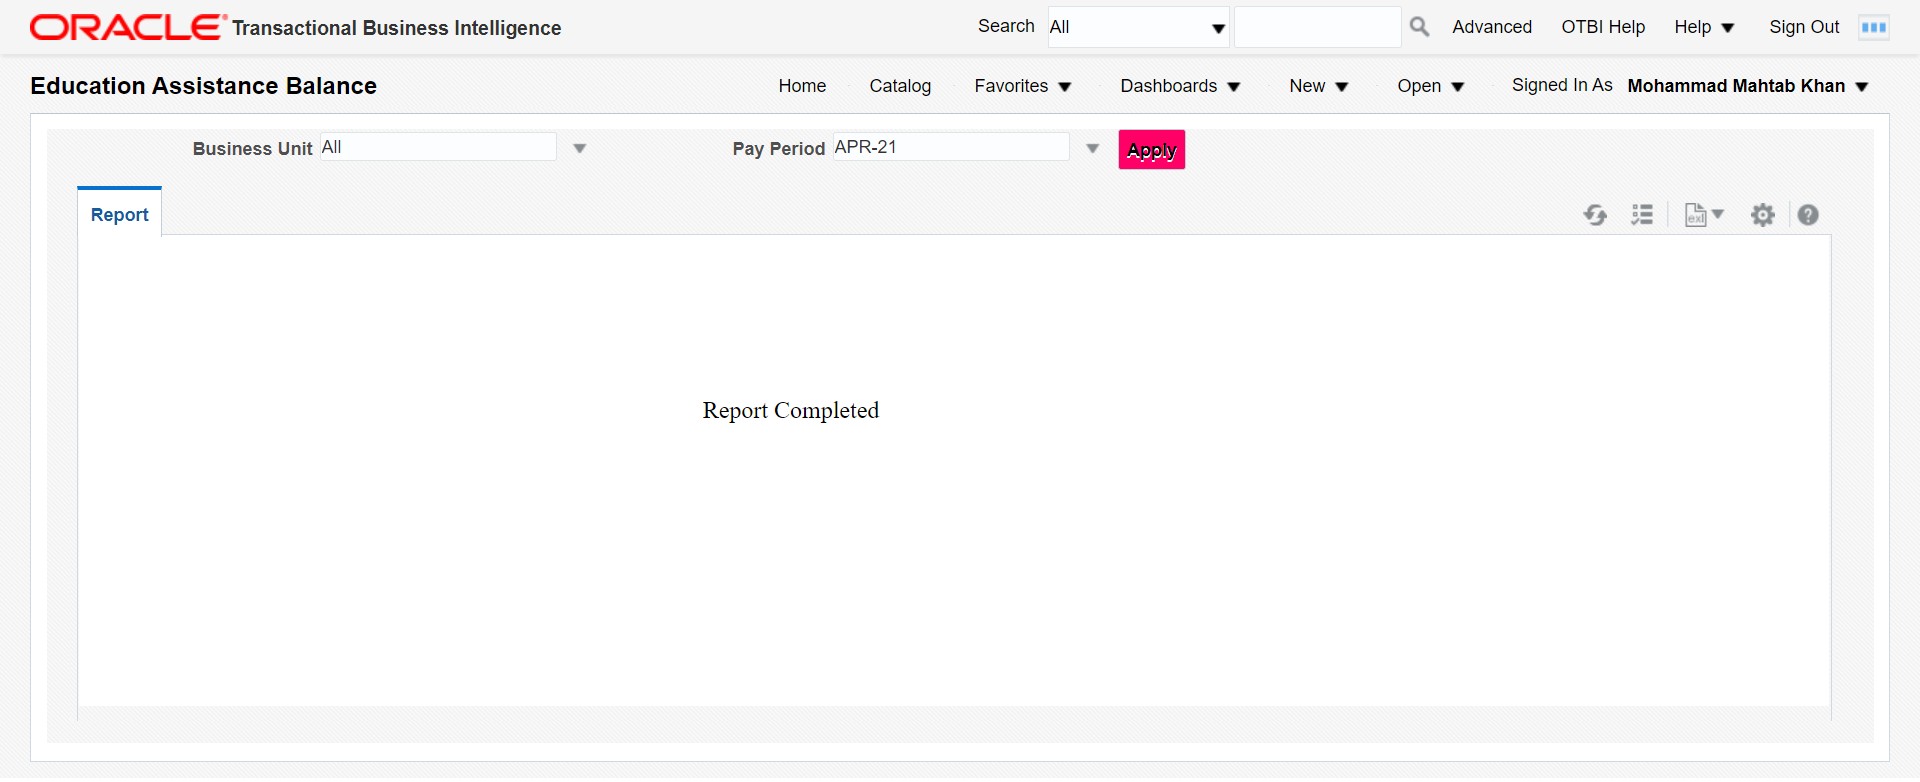 ORACLE Transactional Business Intelligence Search All Advanced OTBI Help Help Sign Out
Education Assistance Balance Home Catalog Favorites Dashboards New Open Signed In As Mohammad Mahtab Khan
Business Unit All Pay Period APR-21 Apply
Report
exl
?
Report Completed